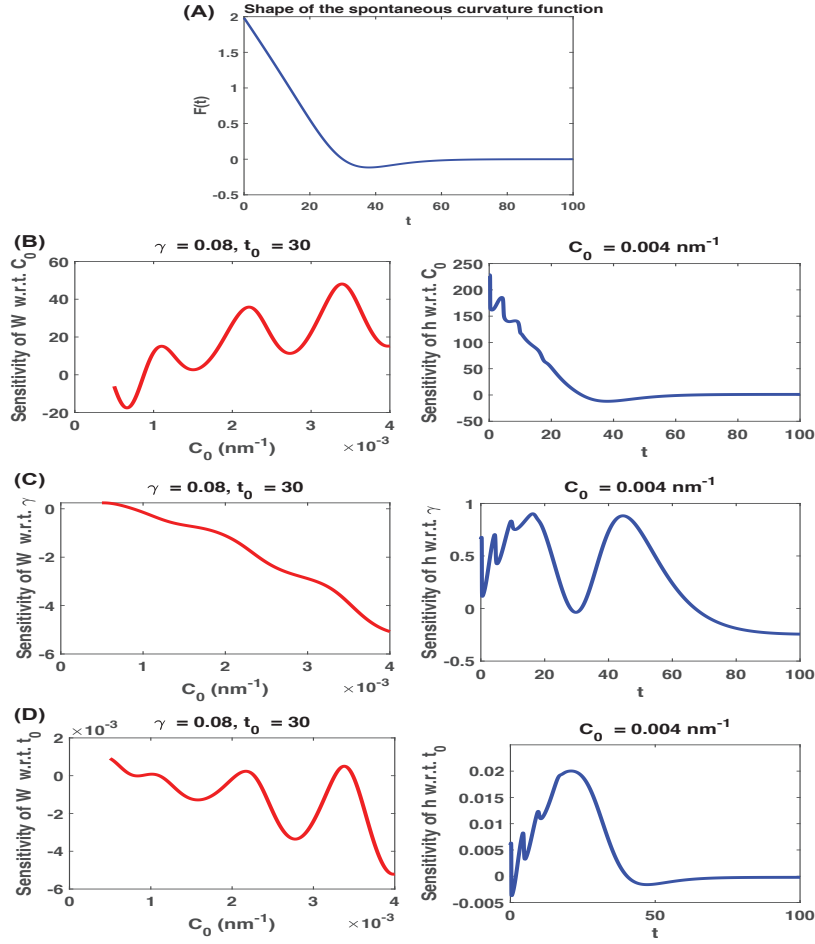 (A)
Shape of the spontaneous curvature function
2
1.5
1
0.5
0
-0.5
F(t)
0 20 40 60 80 100
t
(B)
γ = 0.08, t0 = 30
60
40
20
0
-20
Sensitivity of W w.r.t. C0
0 1 2 3 4
C0 (nm-1)
×10-3
C0 = 0.004 nm-1
250
200
150
100
50
0
-50
Sensitivity of h w.r.t. C0
0 20 40 60 80 100
t
(C)
γ = 0.08, t0 = 30
0
-2
-4
-6
Sensitivity of W w.r.t. γ
0 1 2 3 4
C0 (nm-1)
×10-3
C0 = 0.004 nm-1
1
0.5
0
-0.5
Sensitivity of h w.r.t. γ
0 20 40 60 80 100
t
(D)
γ = 0.08, t0 = 30
×10-3
2
0
-2
-4
-6
Sensitivity of W w.r.t. t0
0 1 2 3 4
C0 (nm-1)
×10-3
C0 = 0.004 nm-1
0.02
0.015
0.01
0.005
0
-0.005
Sensitivity of h w.r.t. t0
0 50 100
t